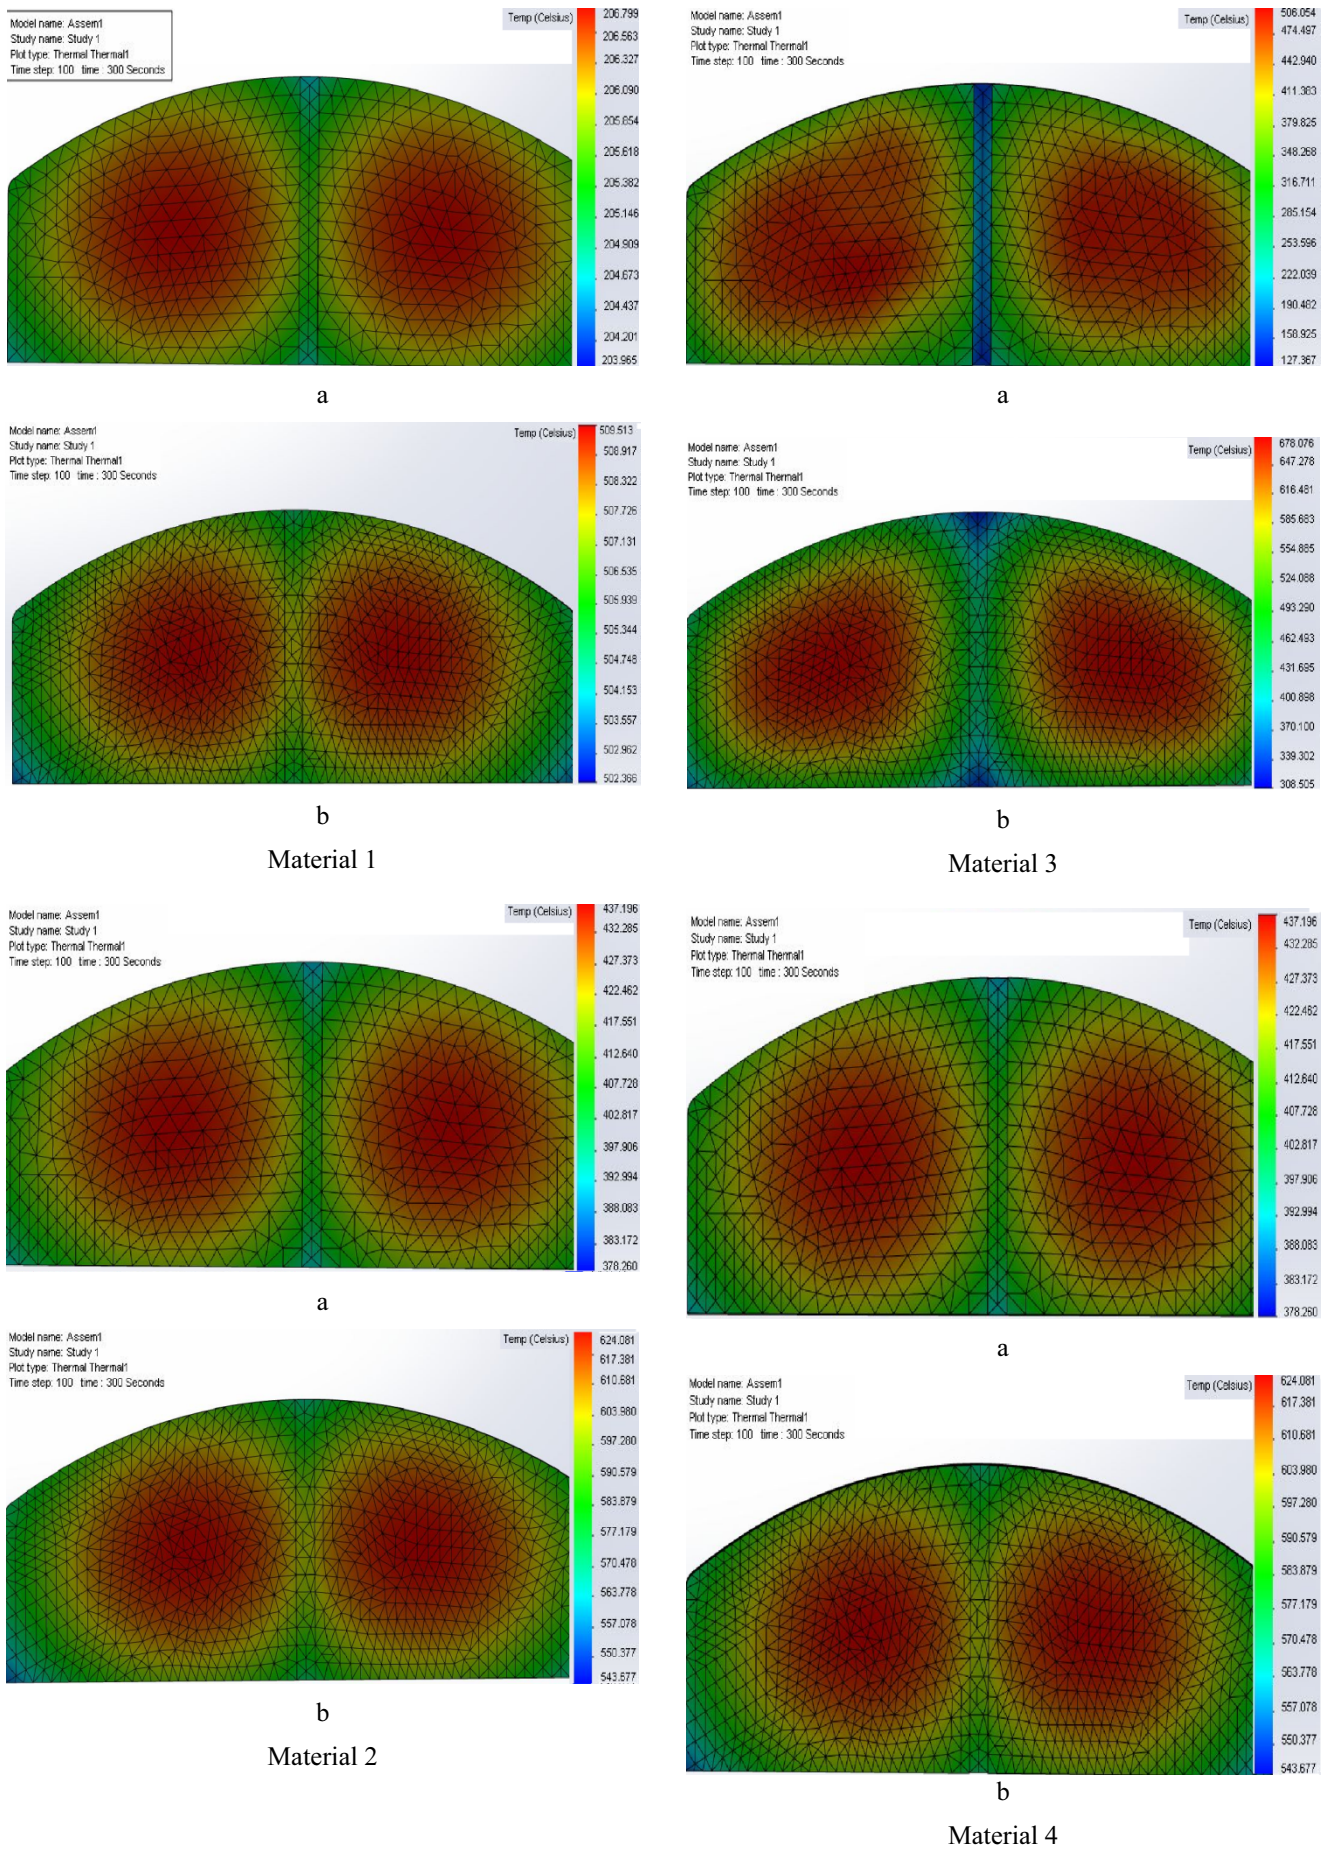 Model name: Assem1
Study name: Study 1
Plot type: Thermal Thermal1
Time step: 100 time : 300 Seconds
Temp (Celsius)
206.799
206.563
206.327
206.090
205.854
205.618
205.382
205.146
204.909
204.673
204.437
204.201
203.965
a
Model name: Assem1
Study name: Study 1
Plot type: Thermal Thermal1
Time step: 100 time : 300 Seconds
Temp (Celsius)
509.513
508.917
508.322
507.726
507.131
506.535
505.939
505.344
504.748
504.153
503.557
502.962
502.366
b
Material 1
Model name: Assem1
Study name: Study 1
Plot type: Thermal Thermal1
Time step: 100 time : 300 Seconds
Temp (Celsius)
437.196
432.285
427.373
422.462
417.551
412.640
407.728
402.817
397.906
392.994
388.083
383.172
378.260
a
Model name: Assem1
Study name: Study 1
Plot type: Thermal Thermal1
Time step: 100 time : 300 Seconds
Temp (Celsius)
624.081
617.381
610.681
603.980
597.280
590.579
583.879
577.179
570.478
563.778
557.078
550.377
543.677
b
Material 2
Model name: Assem1
Study name: Study 1
Plot type: Thermal Thermal1
Time step: 100 time : 300 Seconds
Temp (Celsius)
506.054
474.497
442.940
411.383
379.825
348.268
316.711
285.154
253.596
222.039
190.482
158.925
127.367
a
Model name: Assem1
Study name: Study 1
Plot type: Thermal Thermal1
Time step: 100 time : 300 Seconds
Temp (Celsius)
678.076
647.278
616.481
585.683
554.885
524.088
493.290
462.493
431.695
400.898
370.100
339.302
308.505
b
Material 3
Model name: Assem1
Study name: Study 1
Plot type: Thermal Thermal1
Time step: 100 time : 300 Seconds
Temp (Celsius)
437.196
432.285
427.373
422.462
417.551
412.640
407.728
402.817
397.906
392.994
388.083
383.172
378.260
a
Model name: Assem1
Study name: Study 1
Plot type: Thermal Thermal1
Time step: 100 time : 300 Seconds
Temp (Celsius)
624.081
617.381
610.681
603.980
597.280
590.579
583.879
577.179
570.478
563.778
557.078
550.377
543.677
b
Material 4